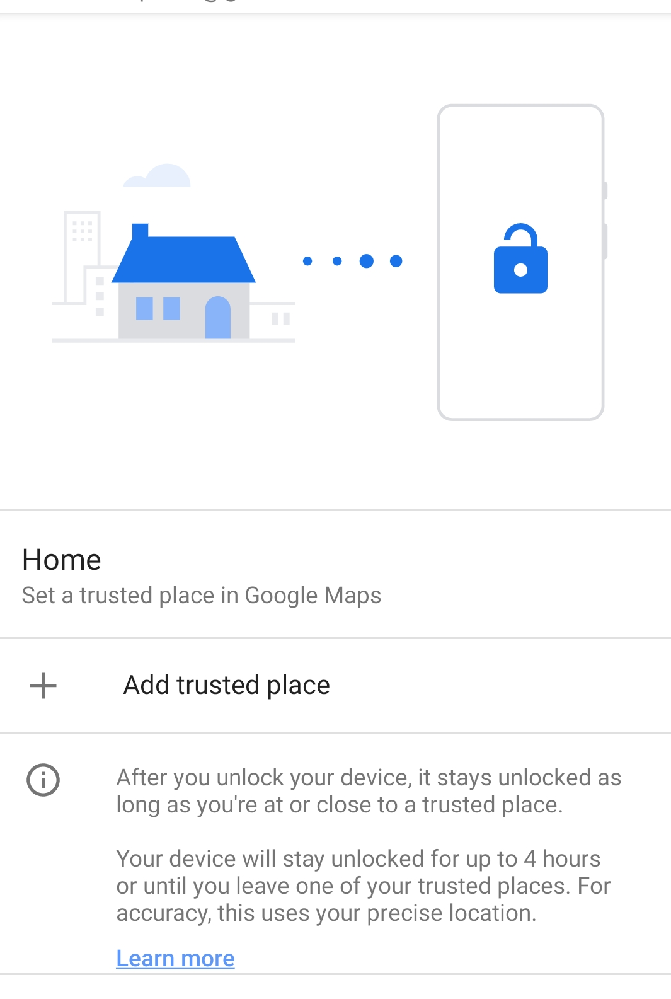 Home
Set a trusted place in Google Maps
Add trusted place
After you unlock your device, it stays unlocked as
long as you're at or close to a trusted place.
Your device will stay unlocked for up to 4 hours
or until you leave one of your trusted places. For
accuracy, this uses your precise location.
Learn more